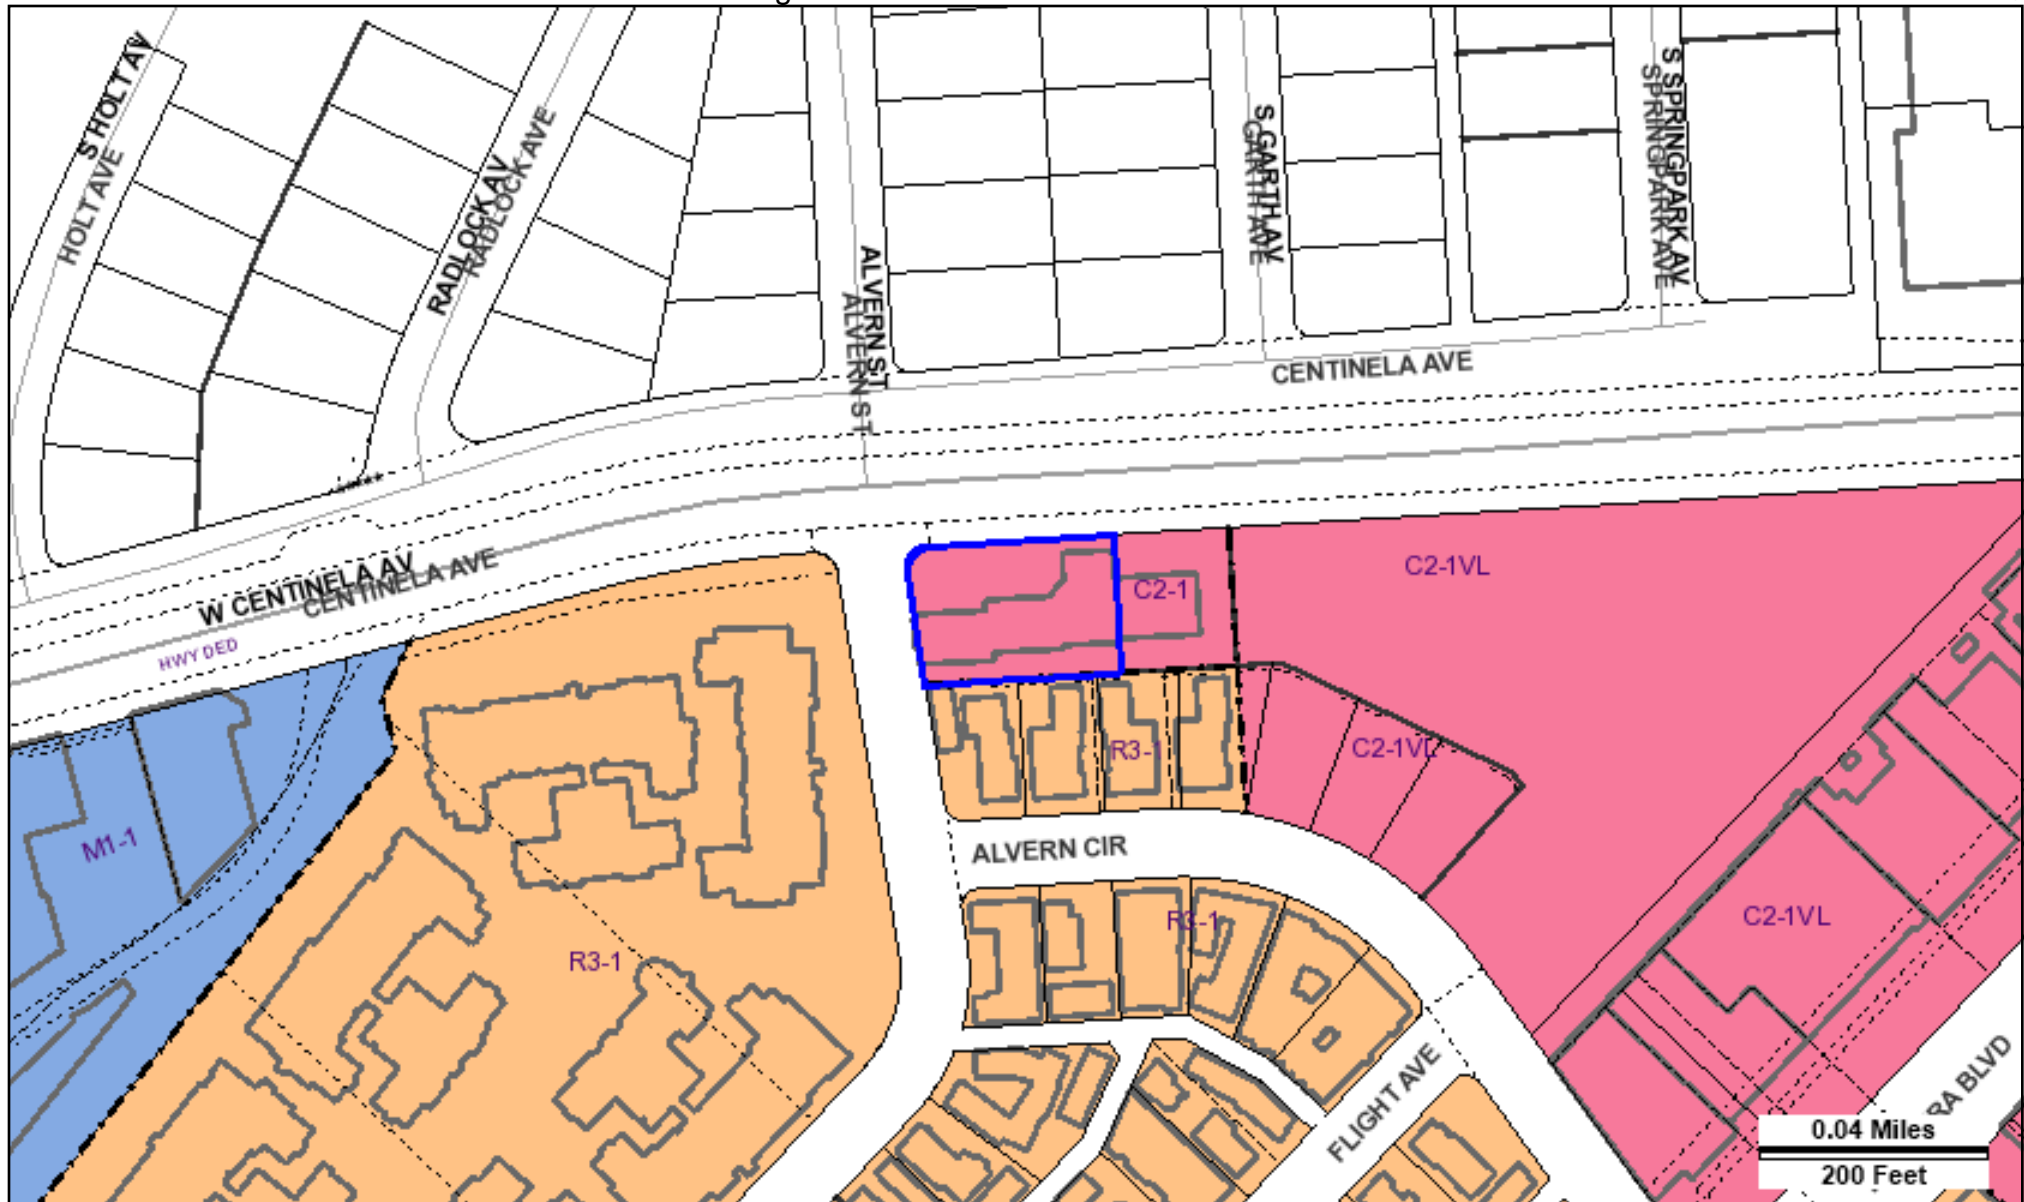 S HOLT AV
HOLT AVE
RADLOCK AV
RADLOCK AVE
ALVERN ST
ALVERN ST
S GARTH AV
GARTH AVE
S SPRINGPARK AV
SPRINGPARK AVE
CENTINELA AVE
W CENTINELA AV
CENTINELA AVE
HWY DED
C2-1
C2-1VL
M1-1
R3-1
C2-1VL
ALVERN CIR
R3-1
R3-1
C2-1VL
FLIGHT AVE
RA BLVD
0.04 Miles
200 Feet